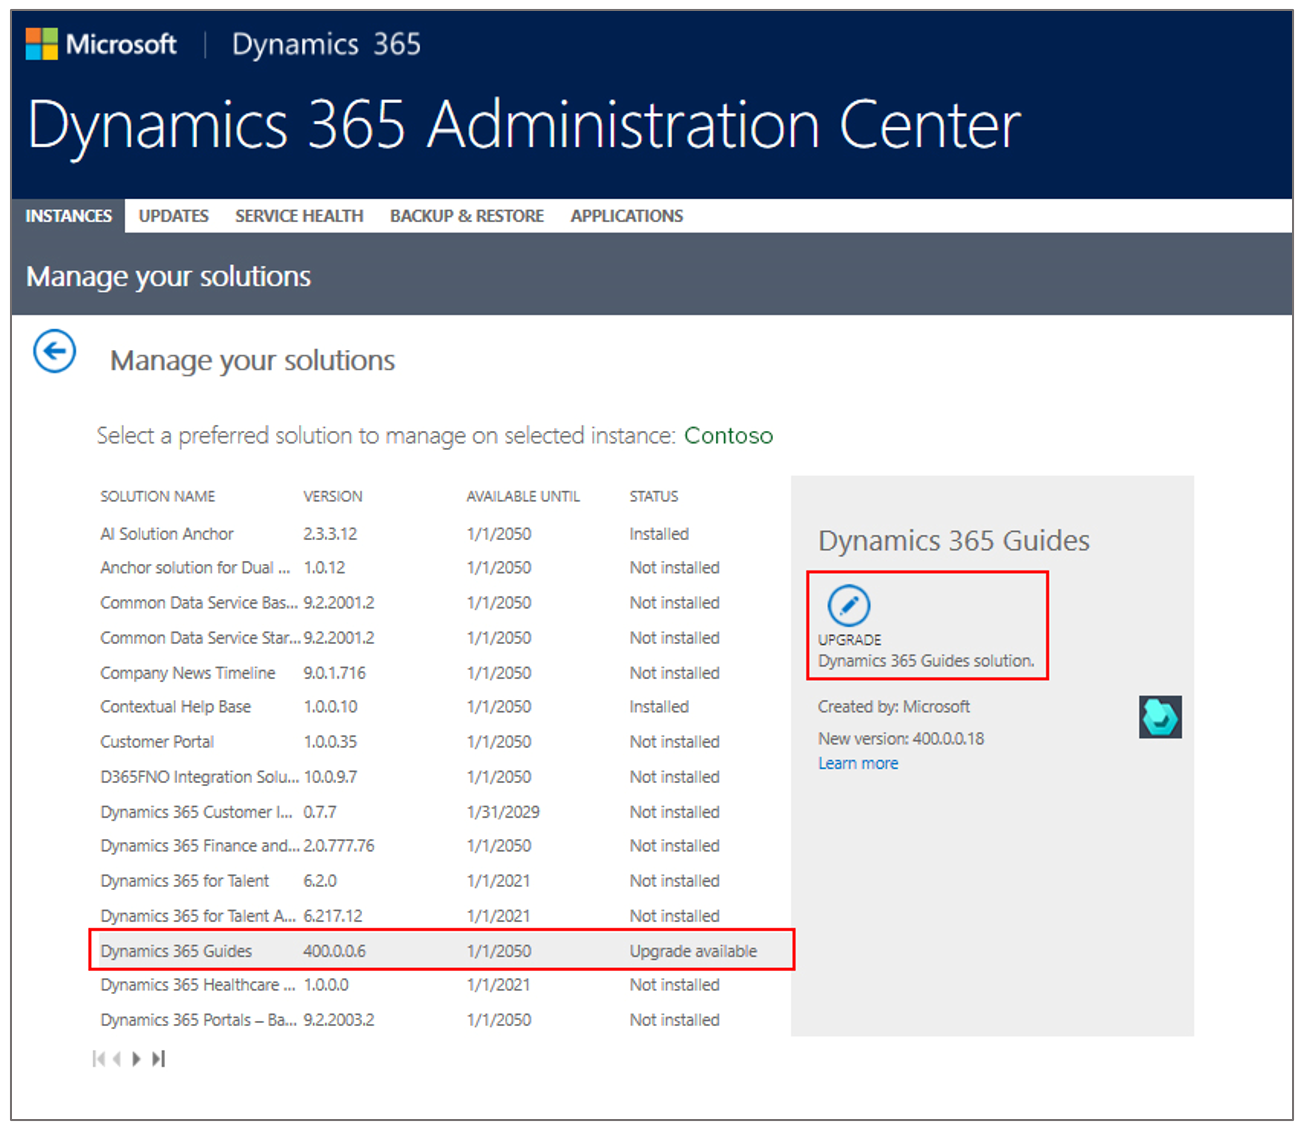 Microsoft | Dynamics 365
Dynamics 365 Administration Center
INSTANCES UPDATES SERVICE HEALTH BACKUP & RESTORE APPLICATIONS
Manage your solutions
Manage your solutions
Select a preferred solution to manage on selected instance: Contoso
SOLUTION NAME VERSION AVAILABLE UNTIL STATUS
AI Solution Anchor 2.3.3.12 1/1/2050 Installed
Anchor solution for Dual ... 1.0.12 1/1/2050 Not installed
Common Data Service Bas... 9.2.2001.2 1/1/2050 Not installed
Common Data Service Star... 9.2.2001.2 1/1/2050 Not installed
Company News Timeline 9.0.1.716 1/1/2050 Not installed
Contextual Help Base 1.0.0.10 1/1/2050 Installed
Customer Portal 1.0.0.35 1/1/2050 Not installed
D365FNO Integration Solu... 10.0.9.7 1/1/2050 Not installed
Dynamics 365 Customer I... 0.7.7 1/31/2029 Not installed
Dynamics 365 Finance and... 2.0.777.76 1/1/2050 Not installed
Dynamics 365 for Talent 6.2.0 1/1/2021 Not installed
Dynamics 365 for Talent A... 6.217.12 1/1/2021 Not installed
Dynamics 365 Guides 400.0.0.6 1/1/2050 Upgrade available
Dynamics 365 Healthcare ... 1.0.0.0 1/1/2021 Not installed
Dynamics 365 Portals – Ba... 9.2.2003.2 1/1/2050 Not installed
Dynamics 365 Guides
UPGRADE
Dynamics 365 Guides solution.
Created by: Microsoft
New version: 400.0.0.18
Learn more